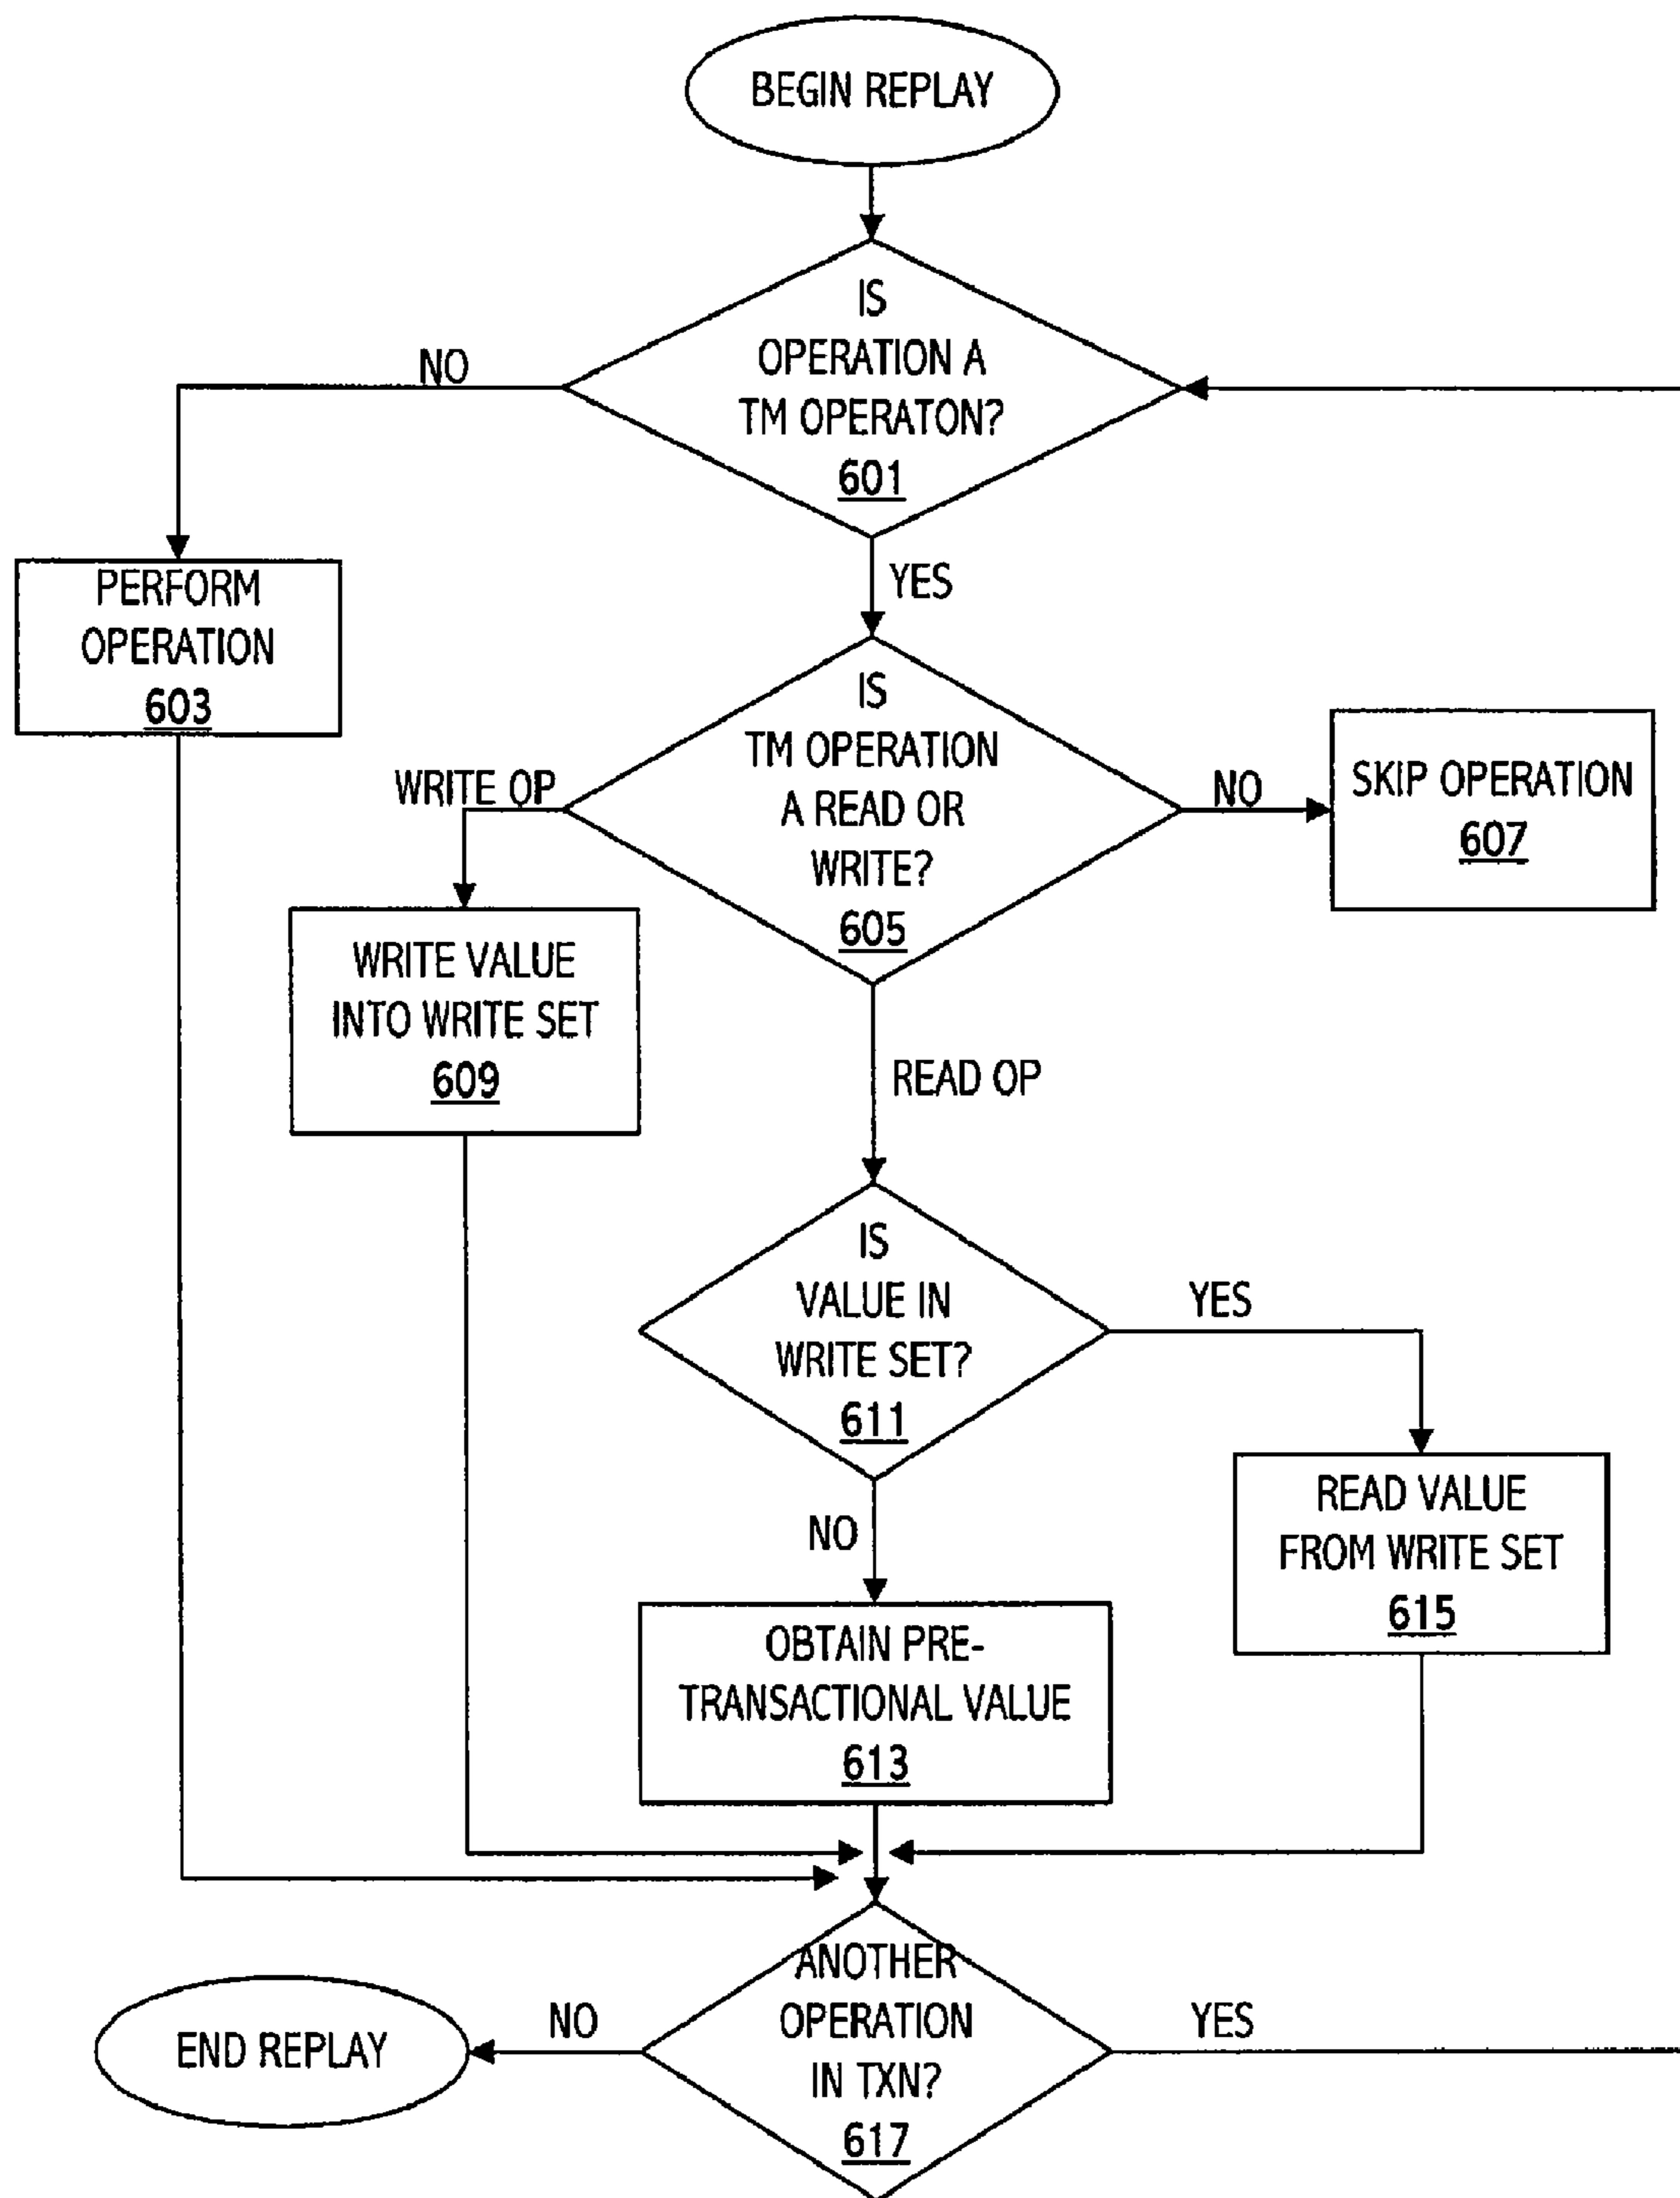 BEGIN REPLAY
IS
OPERATION A
TM OPERATON?
601
NO
YES
PERFORM
OPERATION
603
IS
TM OPERATION
A READ OR
WRITE?
605
WRITE OP
NO
SKIP OPERATION
607
WRITE VALUE
INTO WRITE SET
609
READ OP
IS
VALUE IN
WRITE SET?
611
YES
NO
READ VALUE
FROM WRITE SET
615
OBTAIN PRE-
TRANSACTIONAL VALUE
613
ANOTHER
OPERATION
IN TXN?
617
NO
YES
END REPLAY